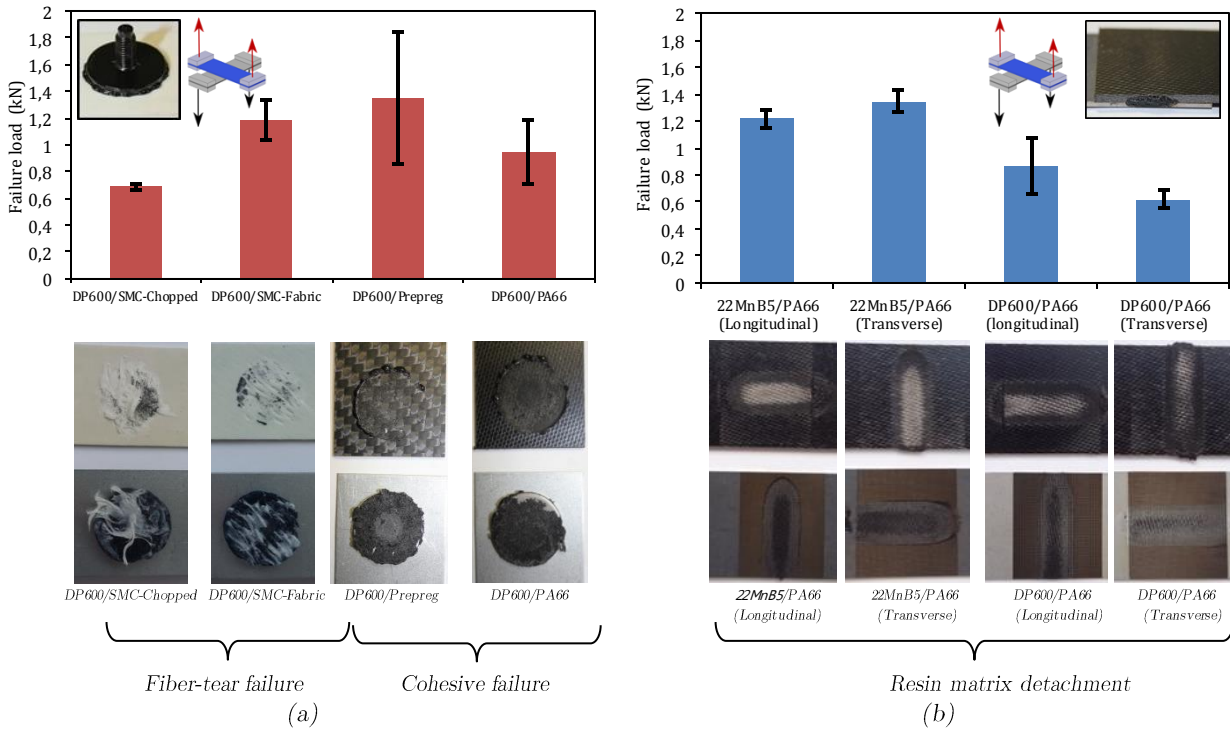 2
1,8
1,6
1,4
1,2
1
0,8
0,6
0,4
0,2
0
Failure load (kN)
DP600/SMC-Chopped DP600/SMC-Fabric DP600/Prepreg DP600/PA66
DP600/SMC-Chopped DP600/SMC-Fabric DP600/Prepreg DP600/PA66
Fiber-tear failure Cohesive failure
(a)
2
1,8
1,6
1,4
1,2
1
0,8
0,6
0,4
0,2
0
Failure load (kN)
22MnB5/PA66 22MnB5/PA66 DP600/PA66 DP600/PA66
(Longitudinal) (Transverse) (longitudinal) (Transverse)
22MnB5/PA66 22MnB5/PA66 DP600/PA66 DP600/PA66
(Longitudinal) (Transverse) (Longitudinal) (Transverse)
Resin matrix detachment
(b)